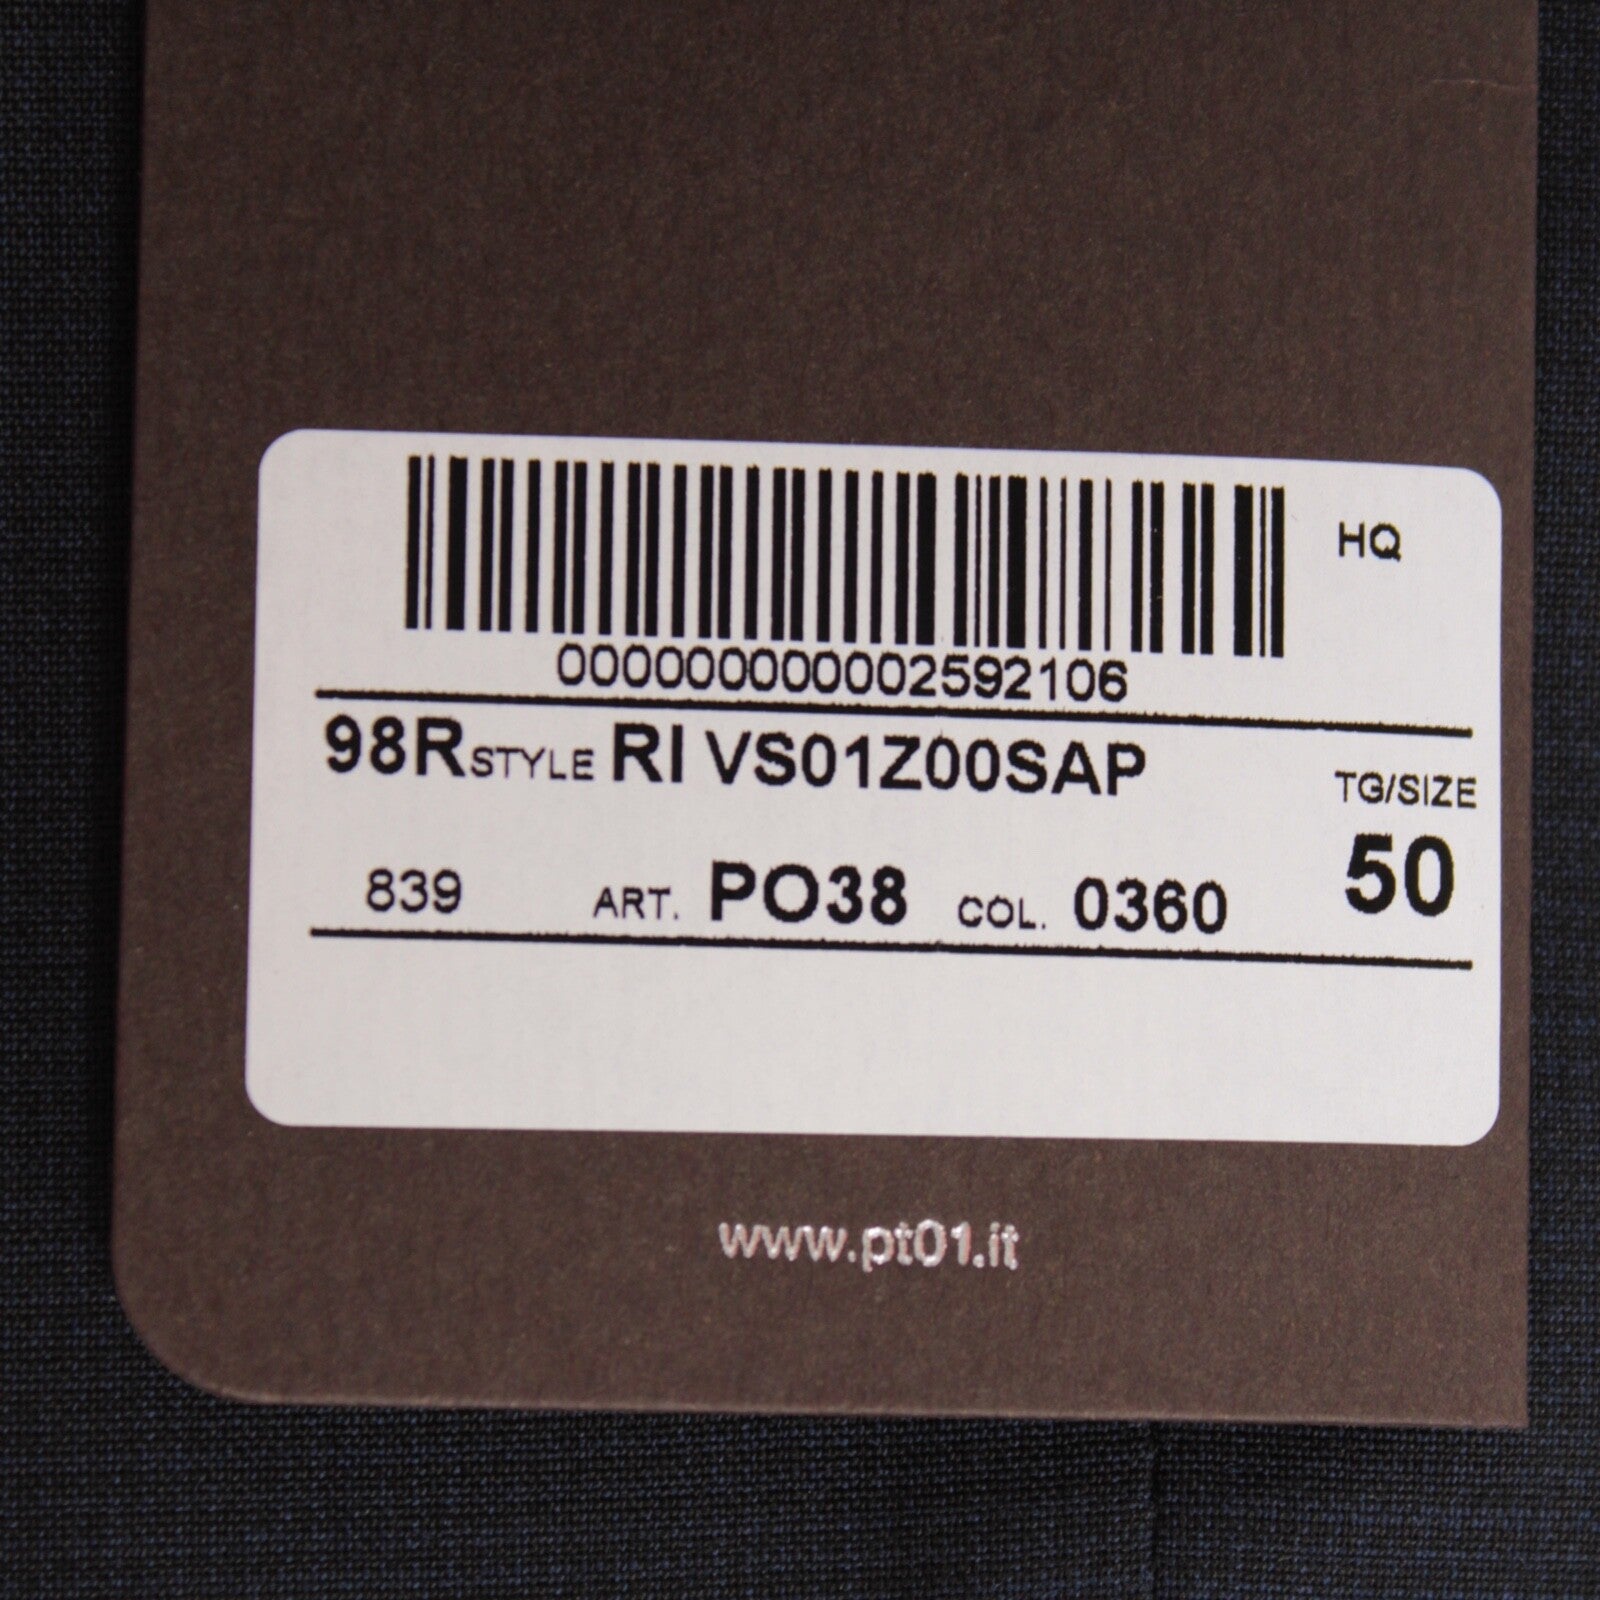 HQ
000000000002592106
98R STYLE RI VS01Z00SAP
TG/SIZE
839 ART. PO38 COL. 0360 50
www.pt01.it